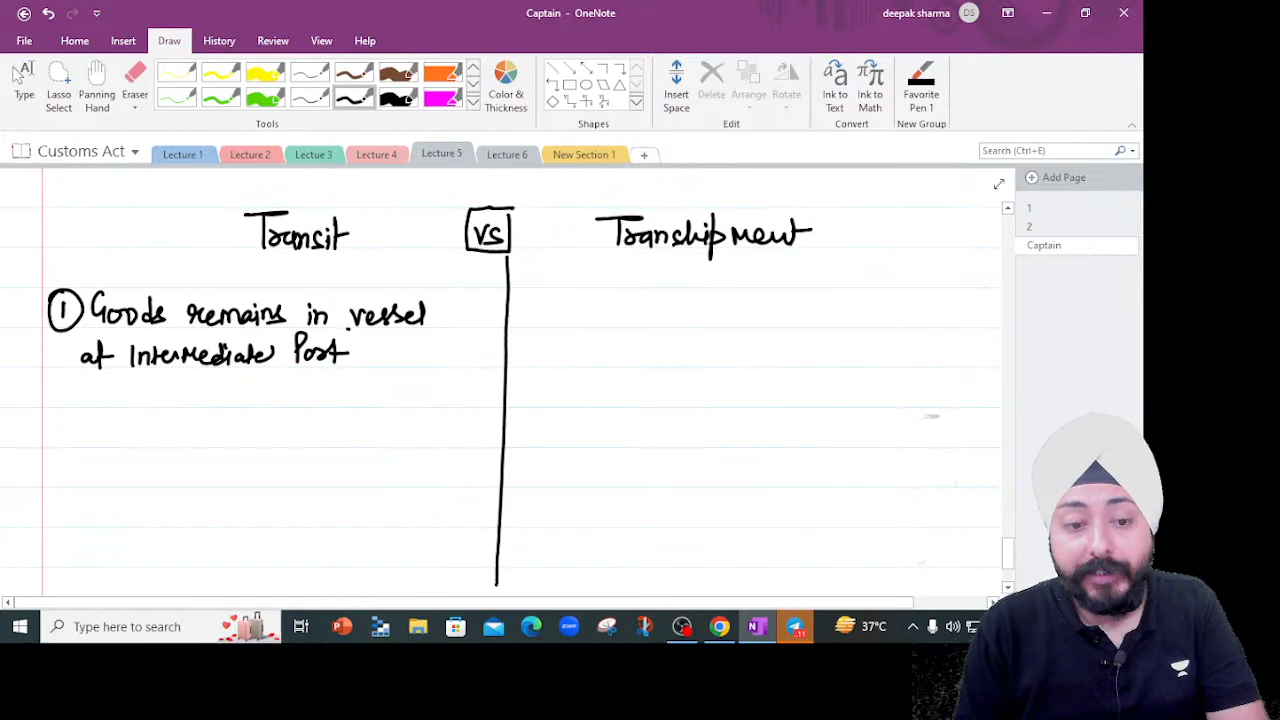 Captain - OneNote
deepak sharma DS
File Home Insert Draw History Review View Help
Type Lasso Select Panning Hand Eraser Color & Thickness Insert Space Delete Arrange Rotate Ink to Text Ink to Math Favorite Pen 1
Tools Shapes Edit Convert New Group
Customs Act Lecture 1 Lecture 2 Lectue 3 Lecture 4 Lecture 5 Lecture 6 New Section 1 Search (Ctrl+E)
Add Page
1
2
Captain
Transit vs Transhipment
1 Goods remains in vessel
at Intermediate Port
Type here to search
11
37°C